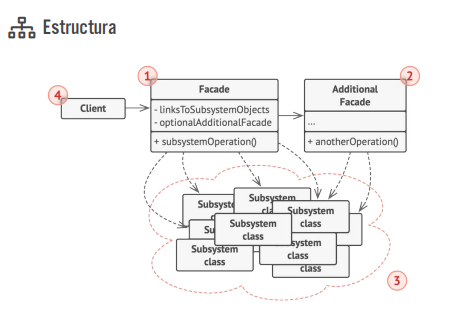 Estructura
1
2
4
Client
Facade
- linksToSubsystemObjects
- optionalAdditionalFacade
+ subsystemOperation()
Additional
Facade
...
+ anotherOperation()
Subsystem
class
Subsystem
class
Subsystem
class
Subsystem
class
class
3